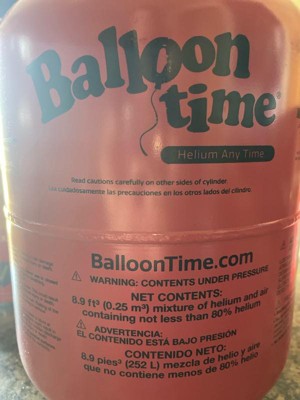 Balloon
time®
Helium Any Time
Read cautions carefully on other sides of cylinder
cuidadosamente las precauciones en los otros lados del cilindro
BalloonTime.com
⚠ WARNING: CONTENTS UNDER PRESSURE
NET CONTENTS:
8.9 ft³ (0.25 m³) mixture of helium and air
containing not less than 80% helium
⚠ ADVERTENCIA:
EL CONTENIDO ESTÁ BAJO PRESIÓN
CONTENIDO NETO:
8.9 pies³ (252 L) mezcla de helio y aire
que no contiene menos de 80% helio